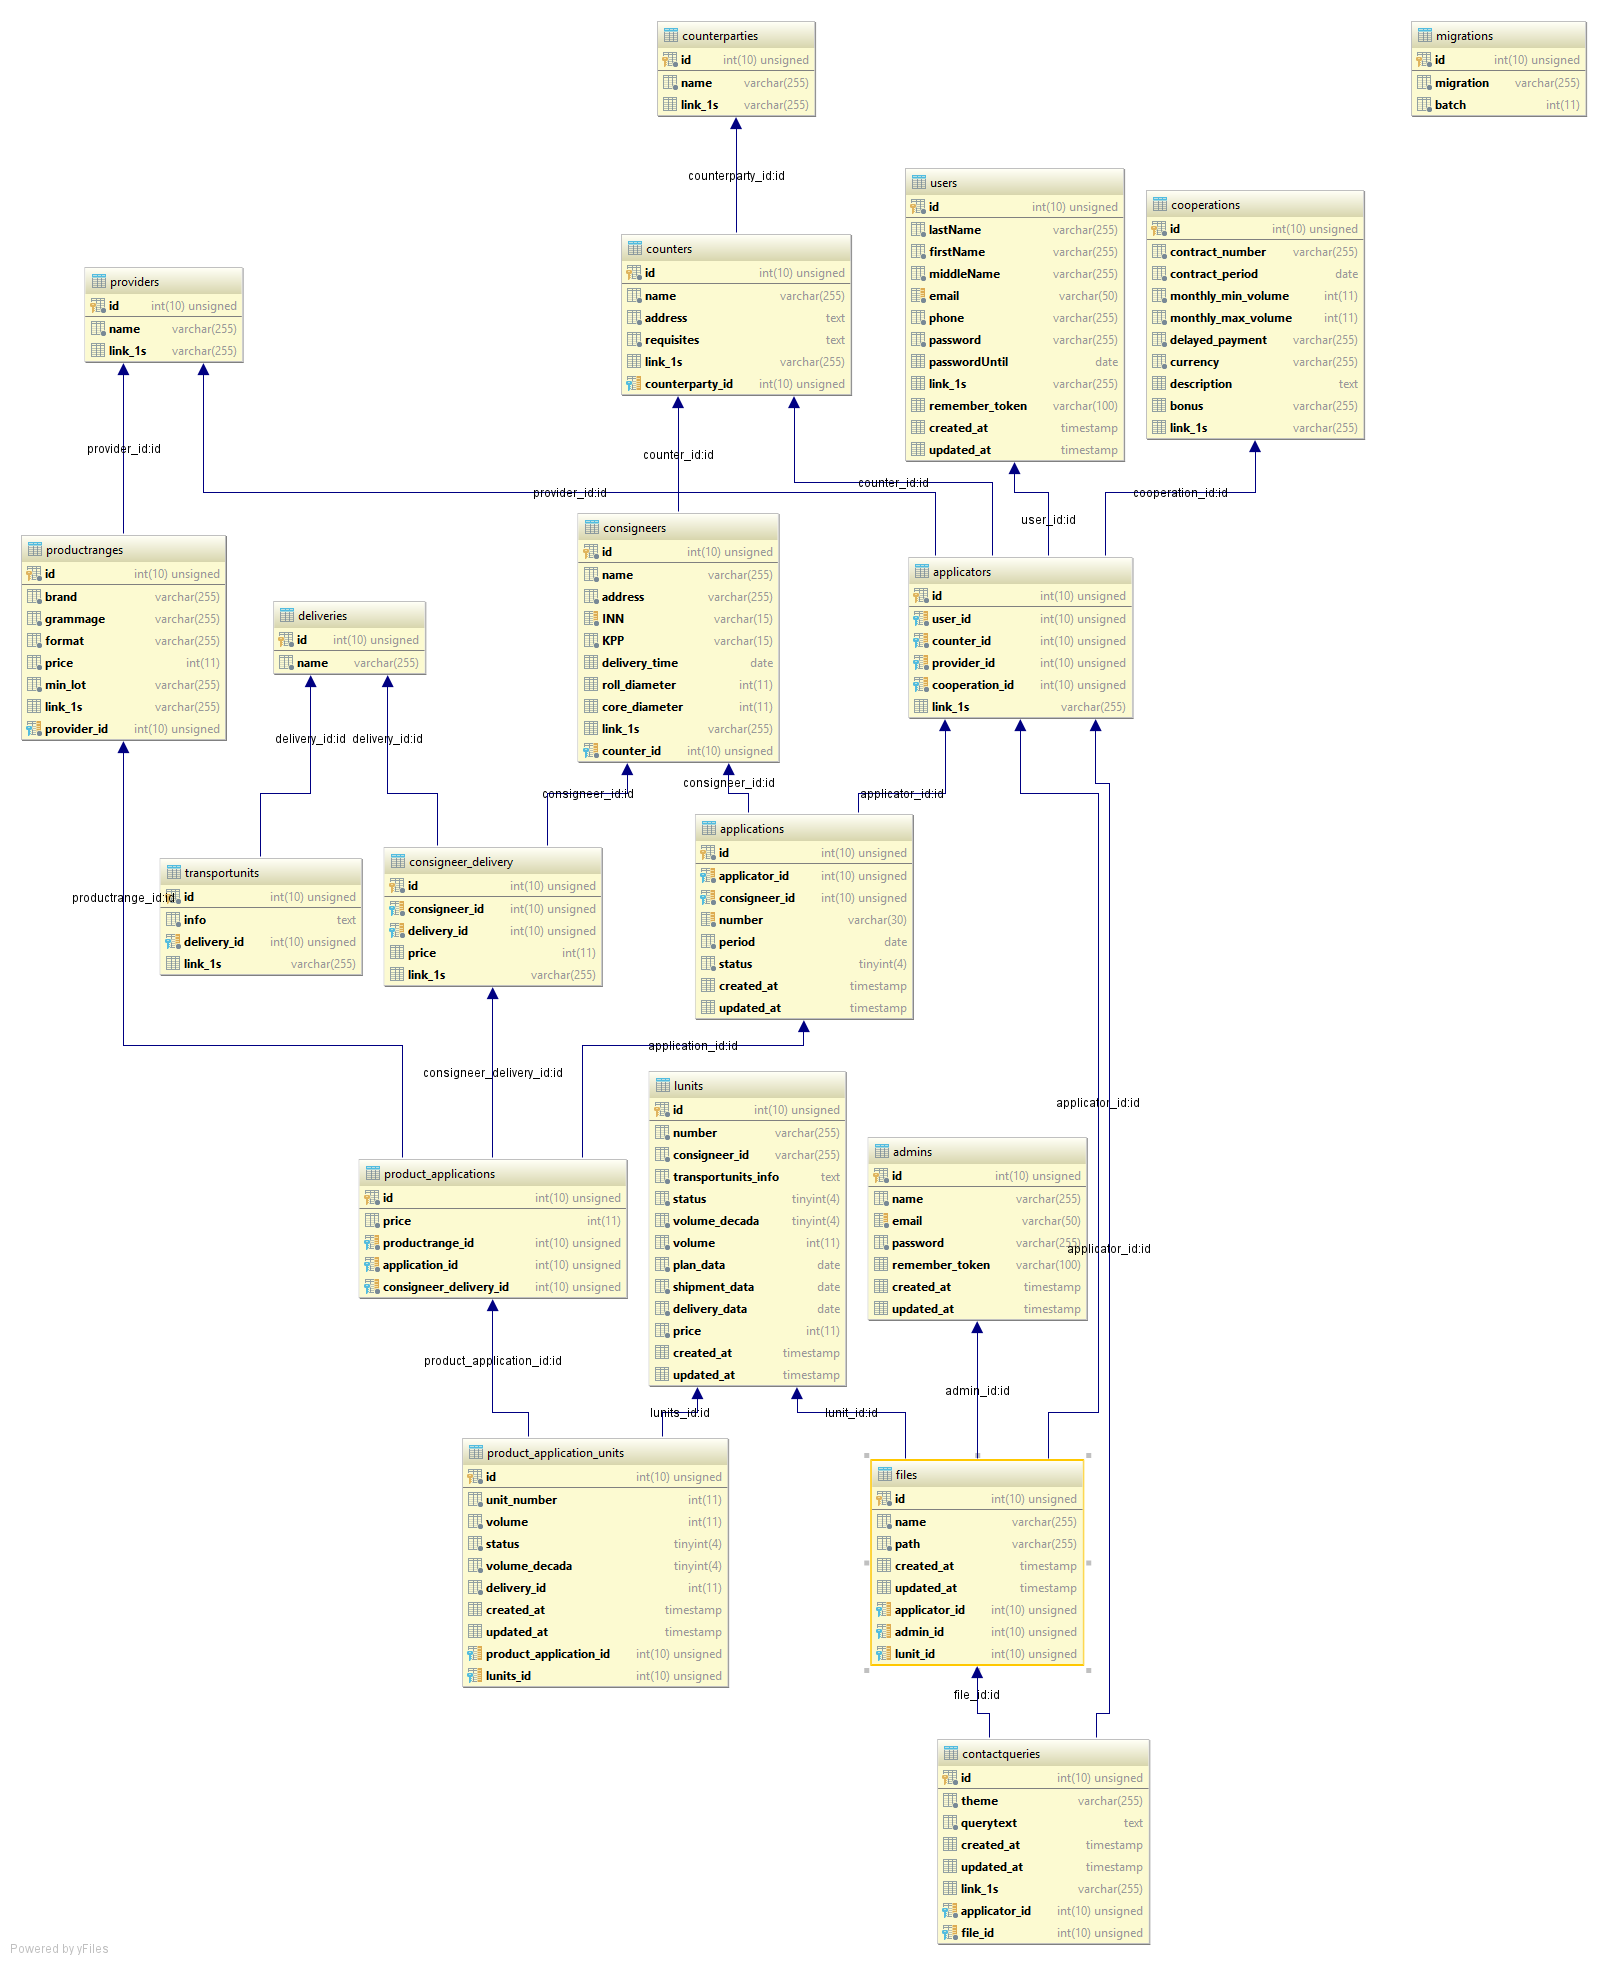 counterparties
id int(10) unsigned
name varchar(255)
link_1s varchar(255)
migrations
id int(10) unsigned
migration varchar(255)
batch int(11)
counterparty_id:id
users
id int(10) unsigned
lastName varchar(255)
firstName varchar(255)
middleName varchar(255)
email varchar(50)
phone varchar(255)
password varchar(255)
passwordUntil date
link_1s varchar(255)
remember_token varchar(100)
created_at timestamp
updated_at timestamp
cooperations
id int(10) unsigned
contract_number varchar(255)
contract_period date
monthly_min_volume int(11)
monthly_max_volume int(11)
delayed_payment varchar(255)
currency varchar(255)
description text
bonus varchar(255)
link_1s varchar(255)
counters
id int(10) unsigned
name varchar(255)
address text
requisites text
link_1s varchar(255)
counterparty_id int(10) unsigned
providers
id int(10) unsigned
name varchar(255)
link_1s varchar(255)
provider_id:id
counter_id:id
provider_id:id
counter_id:id
user_id:id
cooperation_id:id
productranges
id int(10) unsigned
brand varchar(255)
grammage varchar(255)
format varchar(255)
price int(11)
min_lot varchar(255)
link_1s varchar(255)
provider_id int(10) unsigned
deliveries
id int(10) unsigned
name varchar(255)
consigneers
id int(10) unsigned
name varchar(255)
address varchar(255)
INN varchar(15)
KPP varchar(15)
delivery_time date
roll_diameter int(11)
core_diameter int(11)
link_1s varchar(255)
counter_id int(10) unsigned
applicators
id int(10) unsigned
user_id int(10) unsigned
counter_id int(10) unsigned
provider_id int(10) unsigned
cooperation_id int(10) unsigned
link_1s varchar(255)
delivery_id:id
delivery_id:id
consigneer_id:id
consigneer_id:id
applicator_id:id
transportunits
id int(10) unsigned
info text
delivery_id int(10) unsigned
link_1s varchar(255)
productrange_id:id
consigneer_delivery
id int(10) unsigned
consigneer_id int(10) unsigned
delivery_id int(10) unsigned
price int(11)
link_1s varchar(255)
applications
id int(10) unsigned
applicator_id int(10) unsigned
consigneer_id int(10) unsigned
number varchar(30)
period date
status tinyint(4)
created_at timestamp
updated_at timestamp
application_id:id
consigneer_delivery_id:id
applicator_id:id
applicator_id:id
lunits
id int(10) unsigned
number varchar(255)
consigneer_id varchar(255)
transportunits_info text
status tinyint(4)
volume_decada tinyint(4)
volume int(11)
plan_data date
shipment_data date
delivery_data date
price int(11)
created_at timestamp
updated_at timestamp
admins
id int(10) unsigned
name varchar(255)
email varchar(50)
password varchar(255)
remember_token varchar(100)
created_at timestamp
updated_at timestamp
product_applications
id int(10) unsigned
price int(11)
productrange_id int(10) unsigned
application_id int(10) unsigned
consigneer_delivery_id int(10) unsigned
product_application_id:id
lunits_id:id
lunit_id:id
admin_id:id
product_application_units
id int(10) unsigned
unit_number int(11)
volume int(11)
status tinyint(4)
volume_decada tinyint(4)
delivery_id int(11)
created_at timestamp
updated_at timestamp
product_application_id int(10) unsigned
lunits_id int(10) unsigned
files
id int(10) unsigned
name varchar(255)
path varchar(255)
created_at timestamp
updated_at timestamp
applicator_id int(10) unsigned
admin_id int(10) unsigned
lunit_id int(10) unsigned
file_id:id
contactqueries
id int(10) unsigned
theme varchar(255)
querytext text
created_at timestamp
updated_at timestamp
link_1s varchar(255)
applicator_id int(10) unsigned
file_id int(10) unsigned
Powered by yFiles